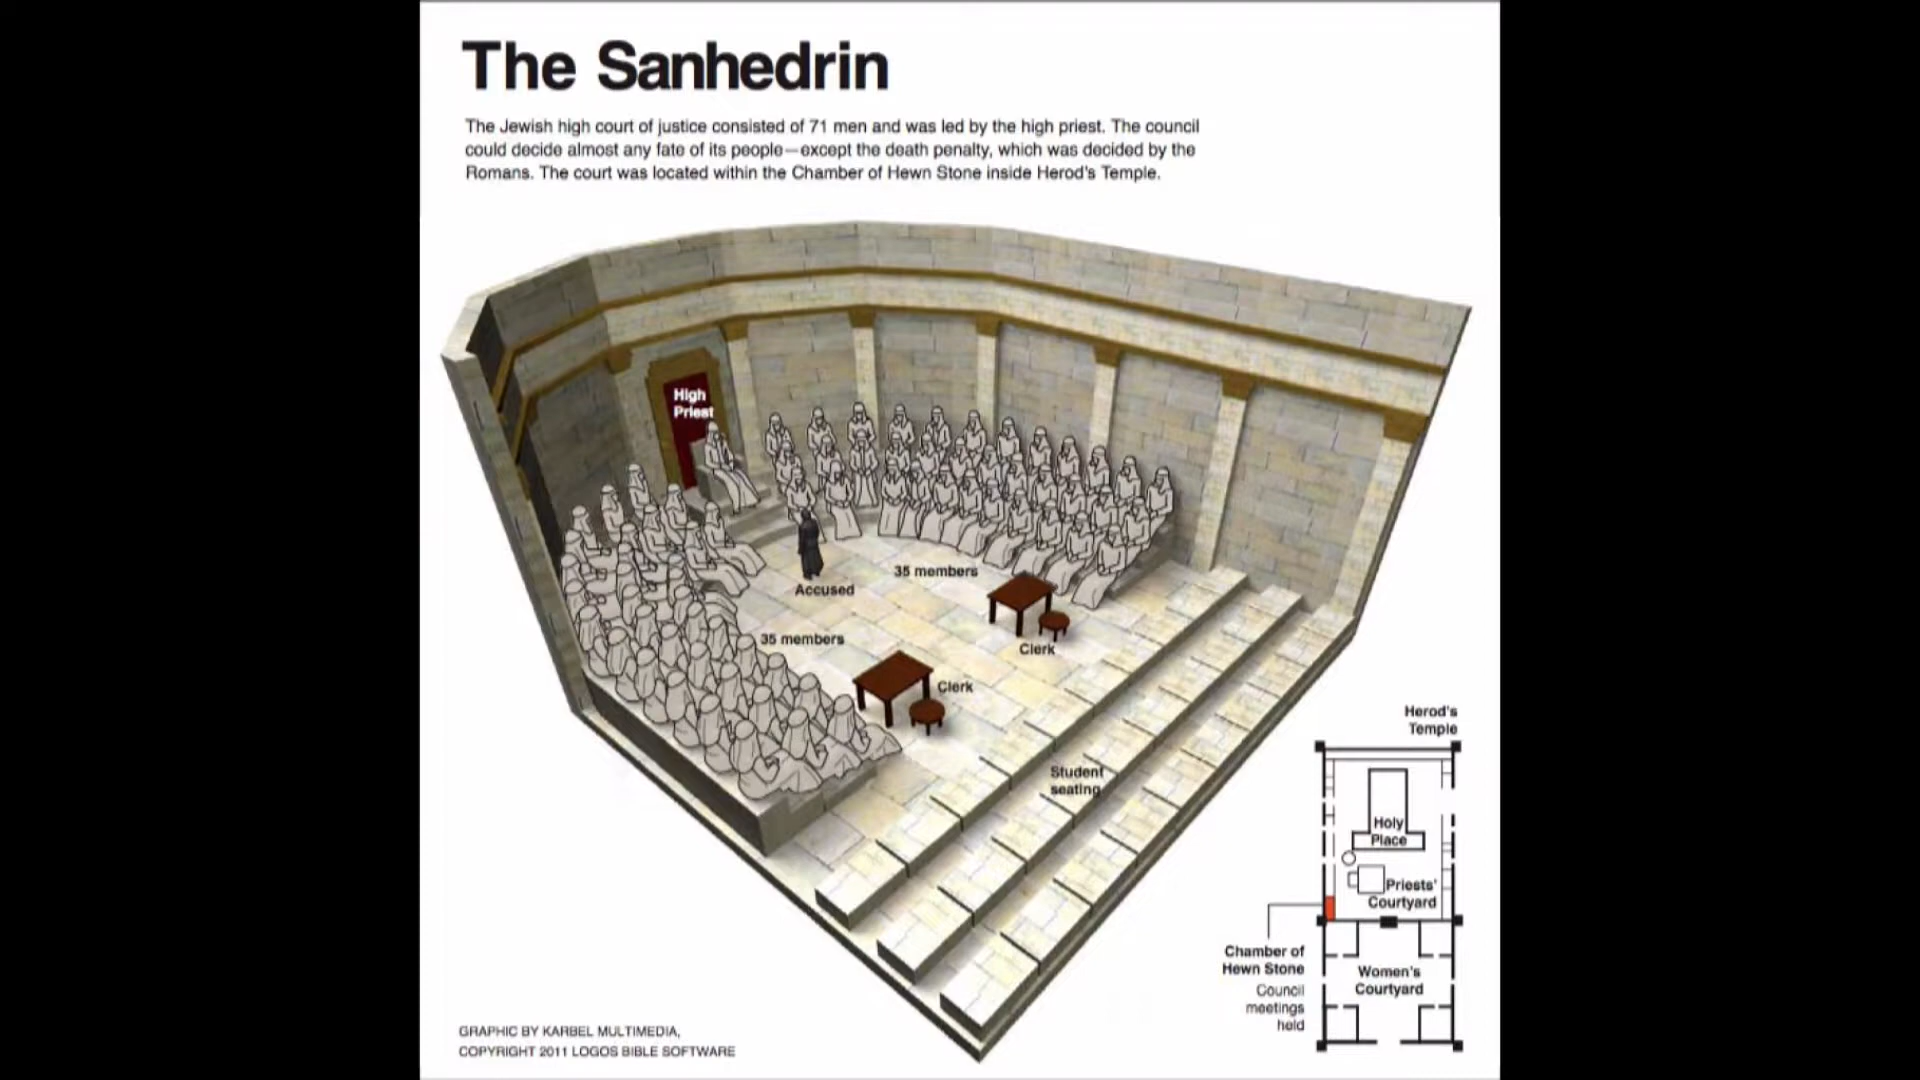 The Sanhedrin
The Jewish high court of justice consisted of 71 men and was led by the high priest. The council
could decide almost any fate of its people—except the death penalty, which was decided by the
Romans. The court was located within the Chamber of Hewn Stone inside Herod's Temple.
High
Priest
Accused
35 members
35 members
Clerk
Clerk
Student
seating
Herod's
Temple
Holy
Place
Priests'
Courtyard
Chamber of
Hewn Stone
Council
meetings
held
Women's
Courtyard
GRAPHIC BY KARBEL MULTIMEDIA,
COPYRIGHT 2011 LOGOS BIBLE SOFTWARE